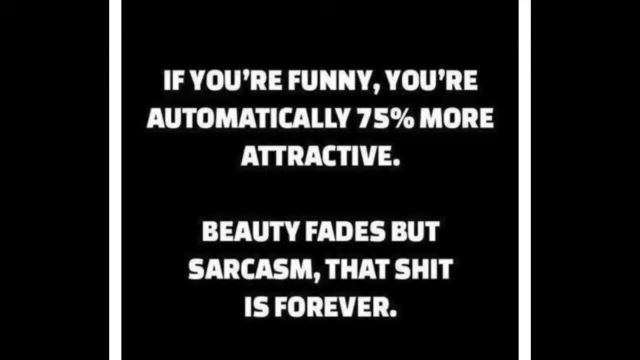 IF YOU'RE FUNNY, YOU'RE
AUTOMATICALLY 75% MORE
ATTRACTIVE.
BEAUTY FADES BUT
SARCASM, THAT SHIT
IS FOREVER.